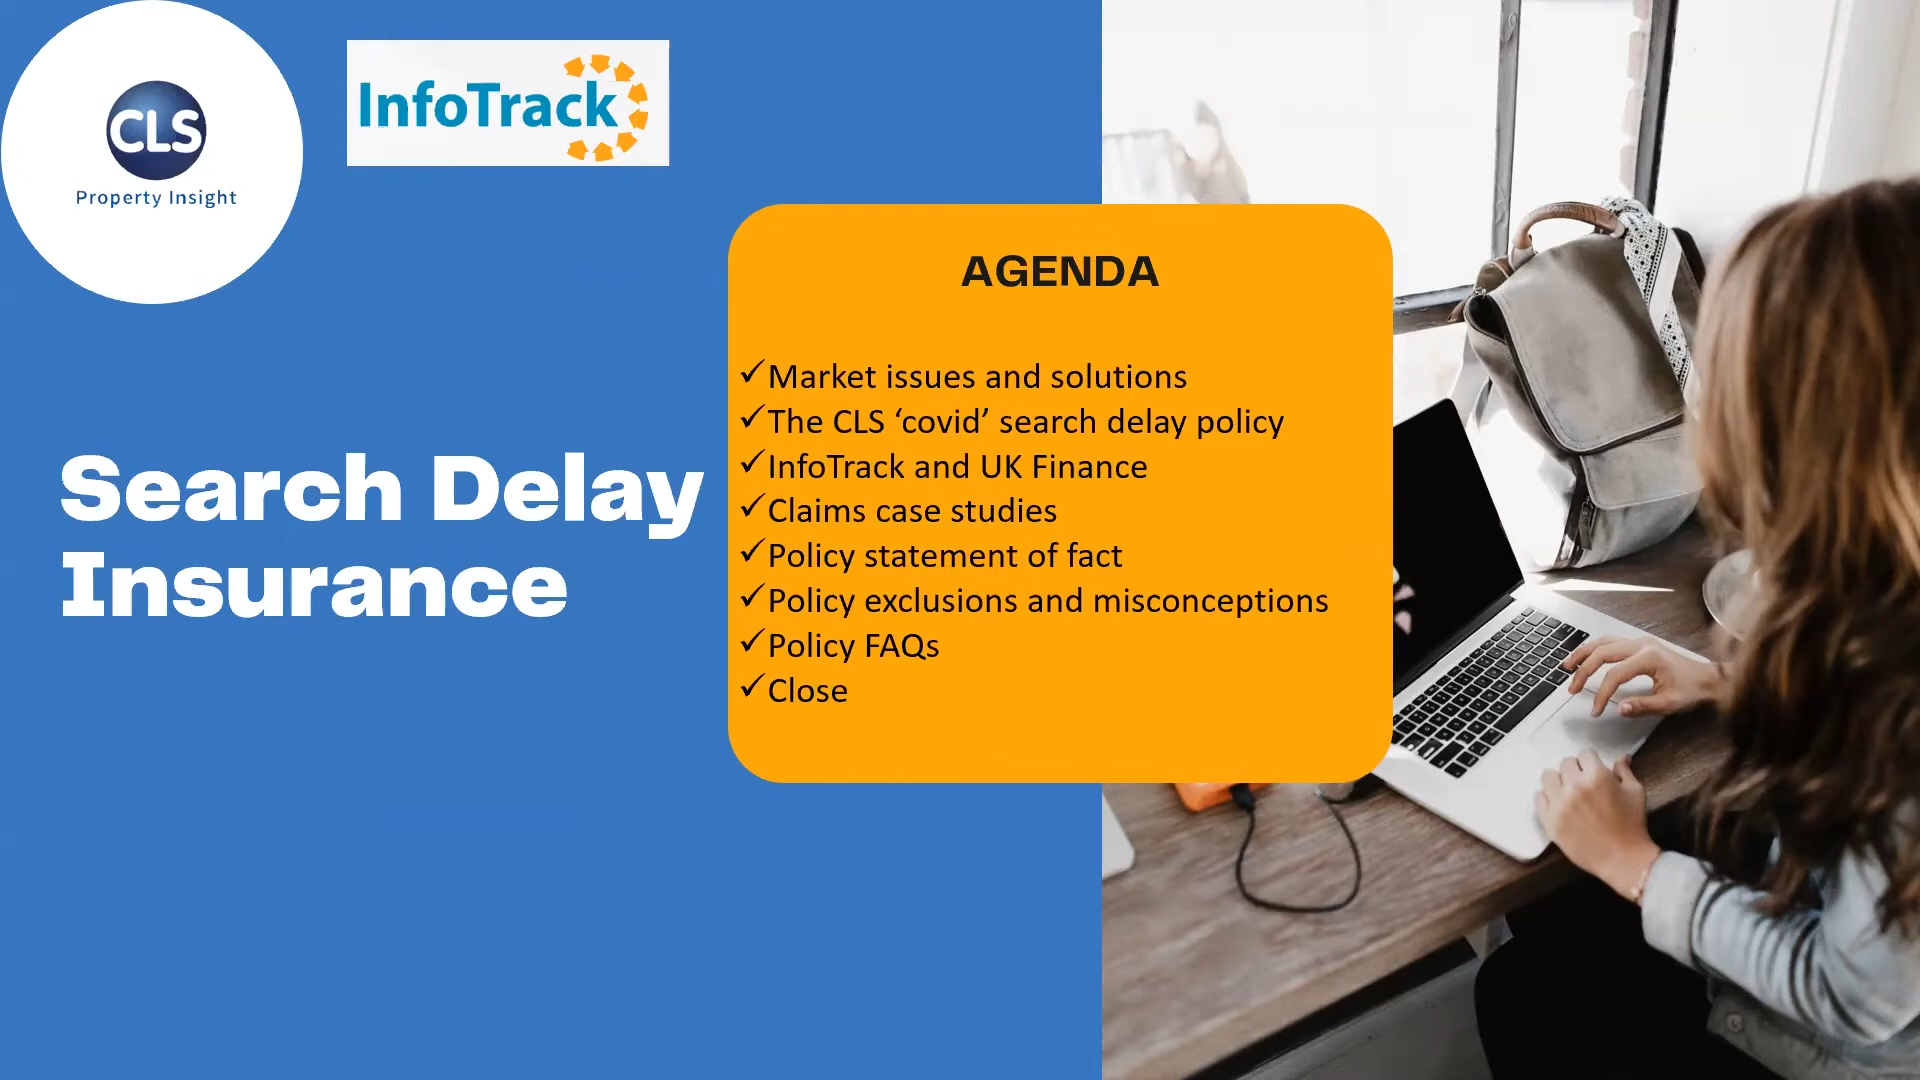 CLS
Property Insight
InfoTrack
Search Delay
Insurance
AGENDA
✓Market issues and solutions
✓The CLS ‘covid’ search delay policy
✓InfoTrack and UK Finance
✓Claims case studies
✓Policy statement of fact
✓Policy exclusions and misconceptions
✓Policy FAQs
✓Close